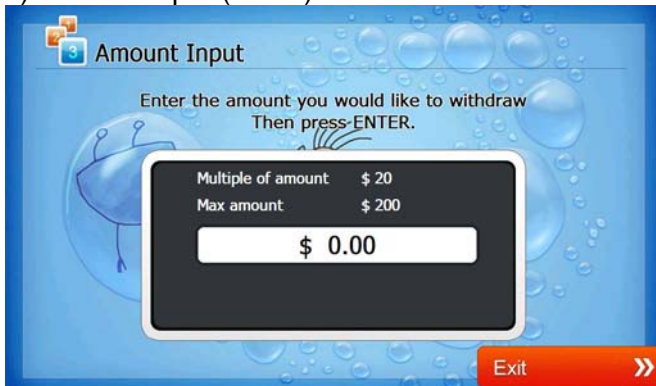 Amount Input
Enter the amount you would like to withdraw
Then press ENTER.
Multiple of amount $ 20
Max amount $ 200
$ 0.00
Exit »